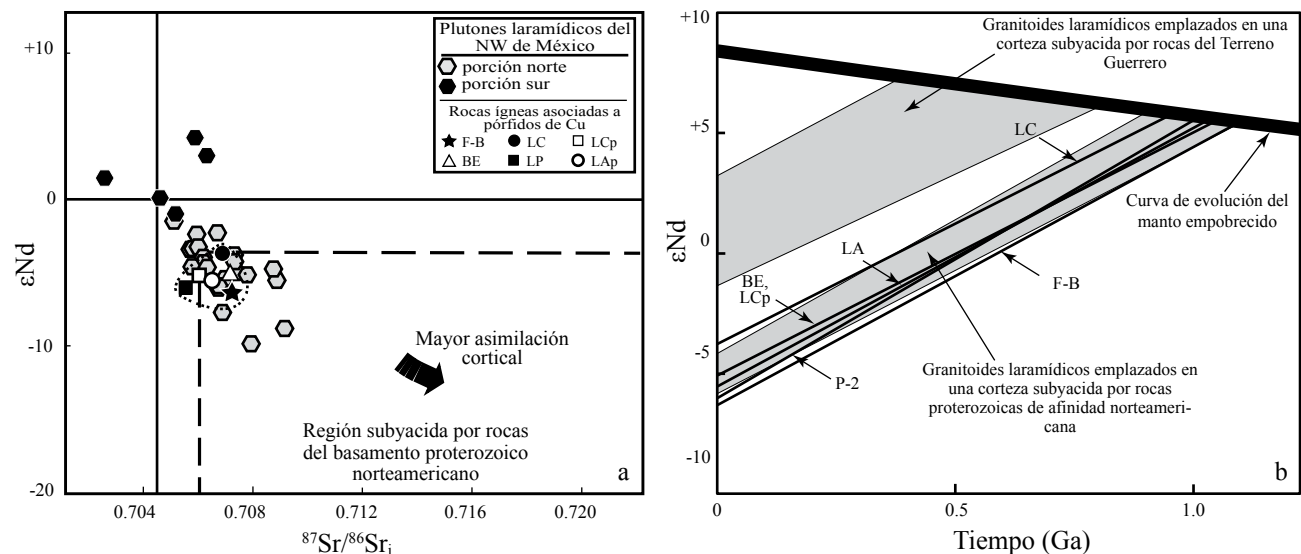 +10
0
-10
-20
εNd
0.704
0.708
0.712
0.716
0.720
⁸⁷Sr/⁸⁶Srᵢ
Plutones laramídicos del
NW de México
porción norte
porción sur
Rocas ígneas asociadas a
pórfidos de Cu
F-B
LC
LCp
BE
LP
LAp
Mayor asimilación
cortical
Región subyacida por rocas
del basamento proterozoico
norteamericano
a
+10
+5
0
-5
-10
εNd
Granitoides laramídicos emplazados en una
corteza subyacida por rocas del Terreno
Guerrero
LC
Curva de evolución del
manto empobrecido
LA
BE,
LCp
F-B
P-2
Granitoides laramídicos emplazados en
una corteza subyacida por rocas
proterozoicas de afinidad norteameri-
cana
b
0
0.5
1.0
Tiempo (Ga)